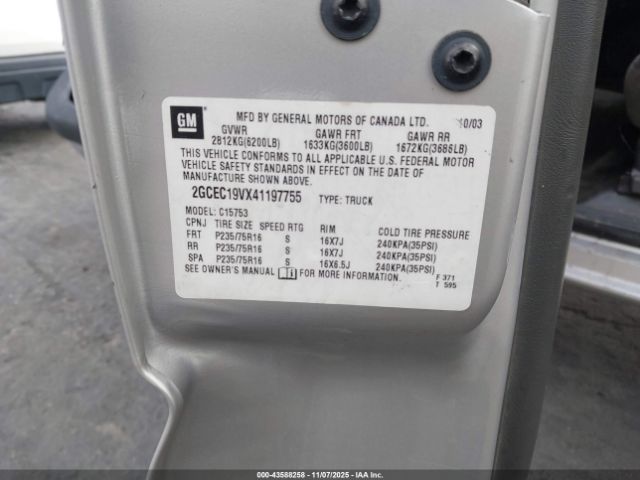 GM
MFD BY GENERAL MOTORS OF CANADA LTD. 10/03
GVWR GAWR FRT GAWR RR
2812KG(6200LB) 1633KG(3600LB) 1672KG(3686LB)
THIS VEHICLE CONFORMS TO ALL APPLICABLE U.S. FEDERAL MOTOR
VEHICLE SAFETY STANDARDS IN EFFECT ON THE DATE OF
MANUFACTURE SHOWN ABOVE.
2GCEC19VX41197755 TYPE: TRUCK
MODEL: C15753
CPNJ TIRE SIZE SPEED RTG RIM COLD TIRE PRESSURE
FRT P235/75R16 S 16X7J 240KPA(35PSI)
RR P235/75R16 S 16X7J 240KPA(35PSI)
SPA P235/75R16 S 16X6.5J 240KPA(35PSI)
SEE OWNER'S MANUAL FOR MORE INFORMATION.
F 371
T 595
000-43588258 - 11/07/2025 - IAAI.COM